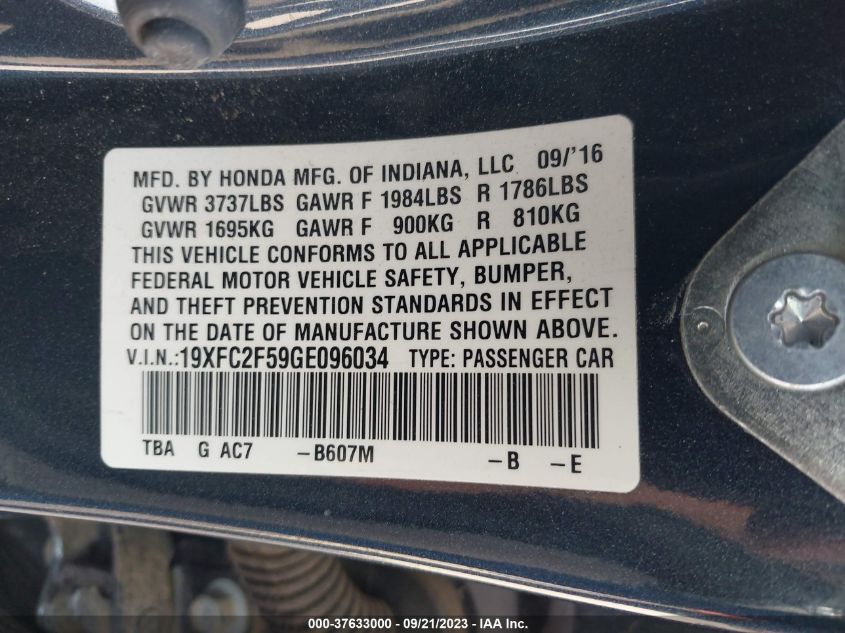 MFD. BY HONDA MFG. OF INDIANA, LLC 09/'16
GVWR 3737LBS GAWR F 1984LBS R 1786LBS
GVWR 1695KG GAWR F 900KG R 810KG
THIS VEHICLE CONFORMS TO ALL APPLICABLE
FEDERAL MOTOR VEHICLE SAFETY, BUMPER,
AND THEFT PREVENTION STANDARDS IN EFFECT
ON THE DATE OF MANUFACTURE SHOWN ABOVE.
V.I.N.:19XFC2F59GE096034 TYPE: PASSENGER CAR
TBA G AC7 -B607M -B -E
000-37633000 - 09/21/2023 - IAAI.COM